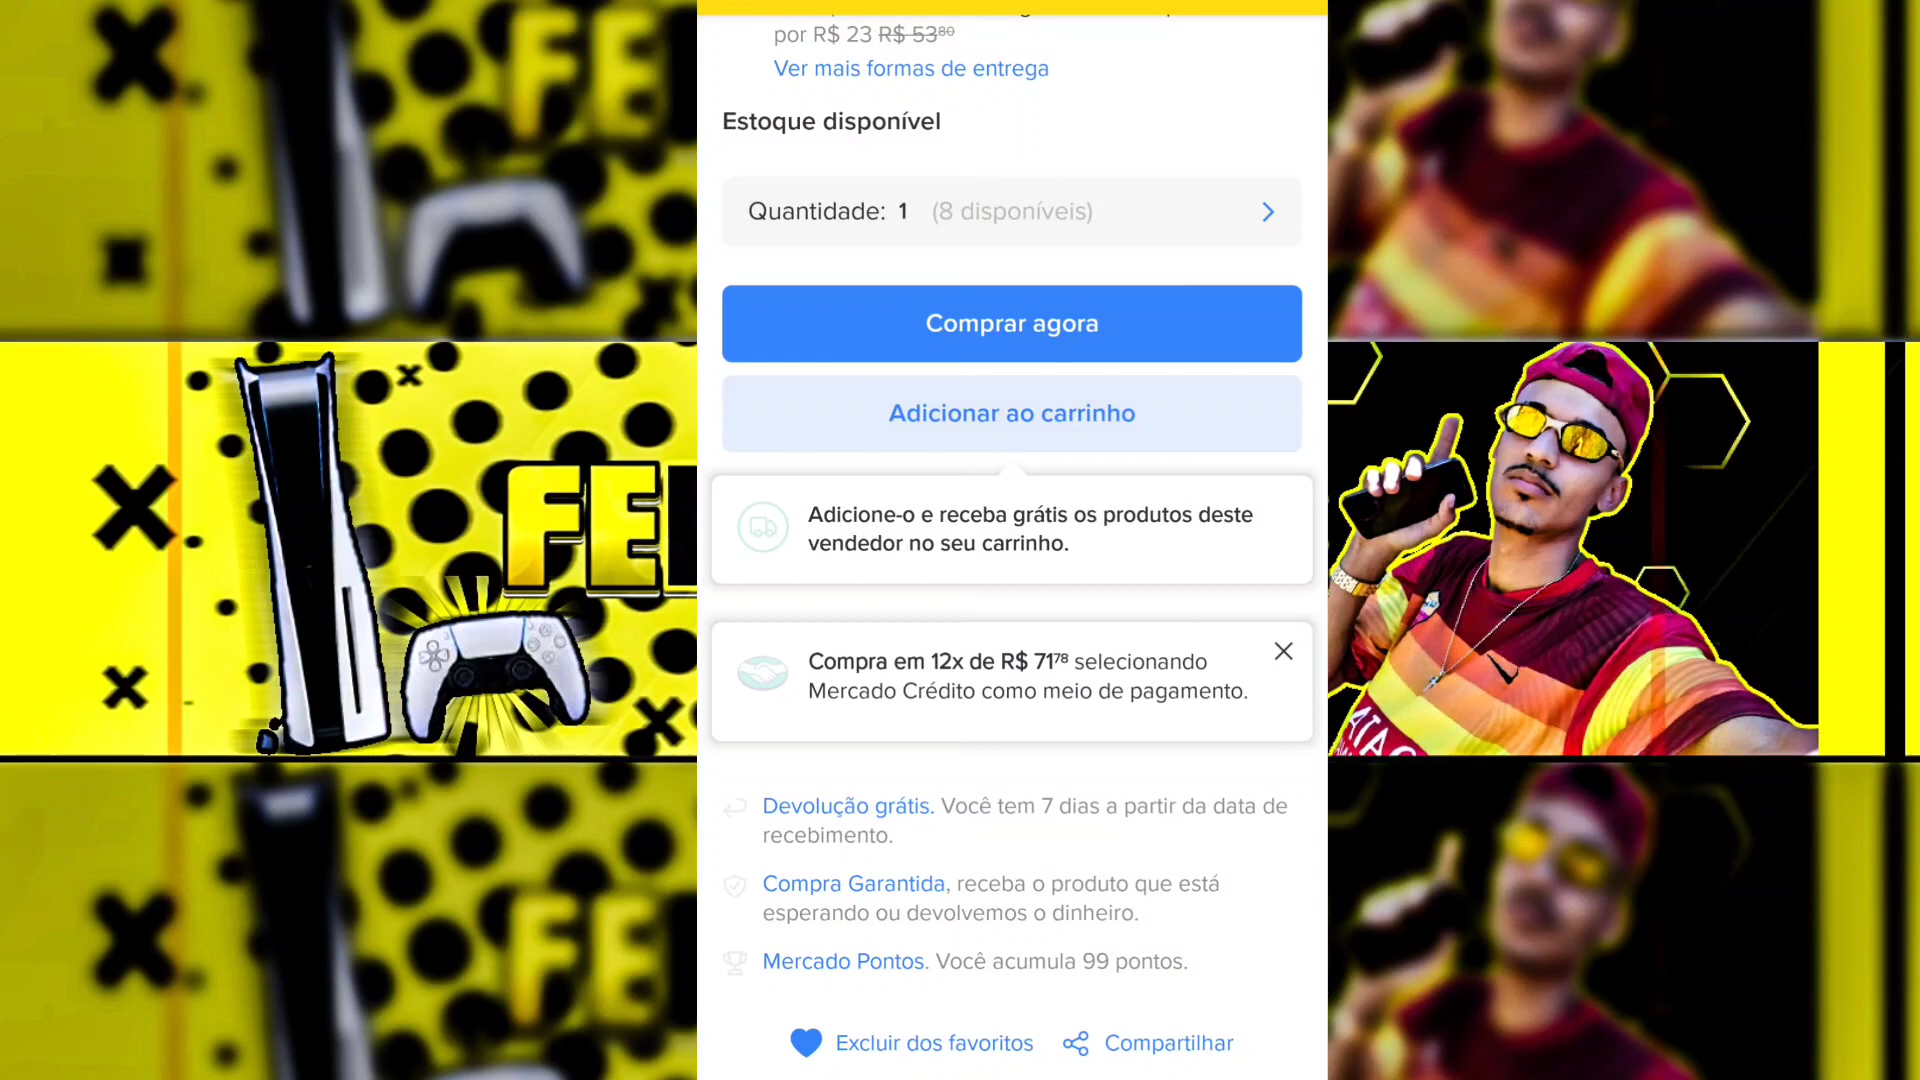 por R$ 23 R$ 53⁸⁰
Ver mais formas de entrega
Estoque disponível
Quantidade: 1 (8 disponíveis)
Comprar agora
Adicionar ao carrinho
Adicione-o e receba grátis os produtos deste
vendedor no seu carrinho.
Compra em 12x de R$ 71⁷⁸ selecionando
Mercado Crédito como meio de pagamento.
Devolução grátis. Você tem 7 dias a partir da data de
recebimento.
Compra Garantida, receba o produto que está
esperando ou devolvemos o dinheiro.
Mercado Pontos. Você acumula 99 pontos.
Excluir dos favoritos
Compartilhar
FE
FE
FE